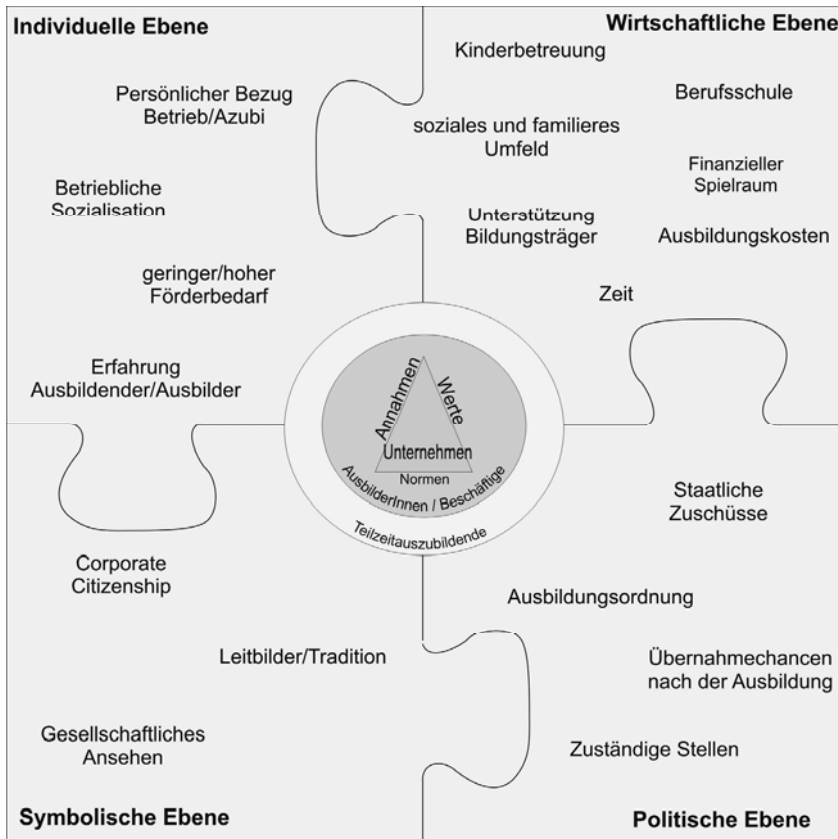 Individuelle Ebene
Persönlicher Bezug
Betrieb/Azubi
Betriebliche
Sozialisation
geringer/hoher
Förderbedarf
Erfahrung
Ausbildender/Ausbilder
Wirtschaftliche Ebene
Kinderbetreuung
Berufsschule
soziales und familieres
Umfeld
Finanzieller
Spielraum
Unterstützung
Bildungsträger
Ausbildungskosten
Zeit
Annahmen
Werte
Unternehmen
Normen
AusbilderInnen / Beschäftige
Teilzeitauszubildende
Corporate
Citizenship
Leitbilder/Tradition
Gesellschaftliches
Ansehen
Symbolische Ebene
Staatliche
Zuschüsse
Ausbildungsordnung
Übernahmechancen
nach der Ausbildung
Zuständige Stellen
Politische Ebene